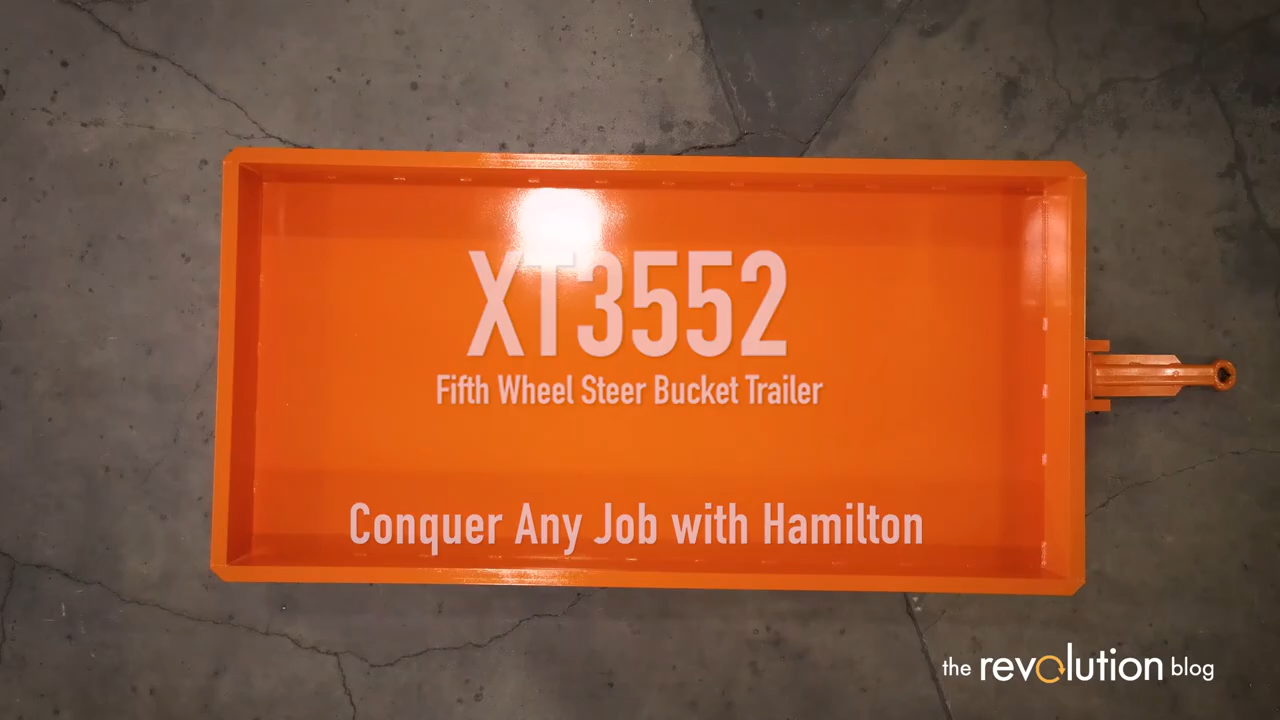 XT3552
Fifth Wheel Steer Bucket Trailer
Conquer Any Job with Hamilton
the revolution blog